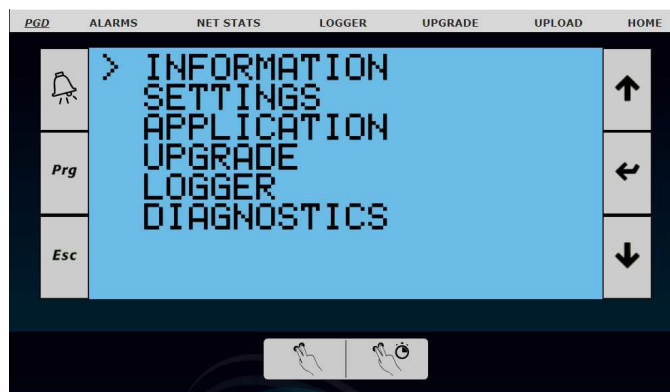 PGD ALARMS NET STATS LOGGER UPGRADE UPLOAD HOME
> INFORMATION
SETTINGS
APPLICATION
UPGRADE
LOGGER
DIAGNOSTICS
Prg
Esc